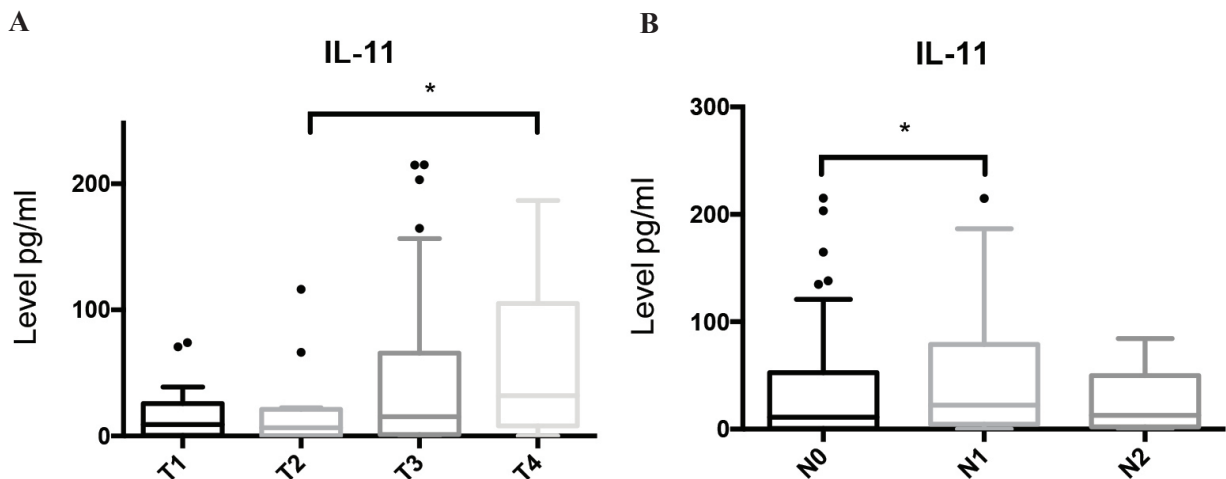 A
IL-11
*
Level pg/ml
200
100
0
T1
T2
T3
T4
B
IL-11
*
Level pg/ml
300
200
100
0
N0
N1
N2